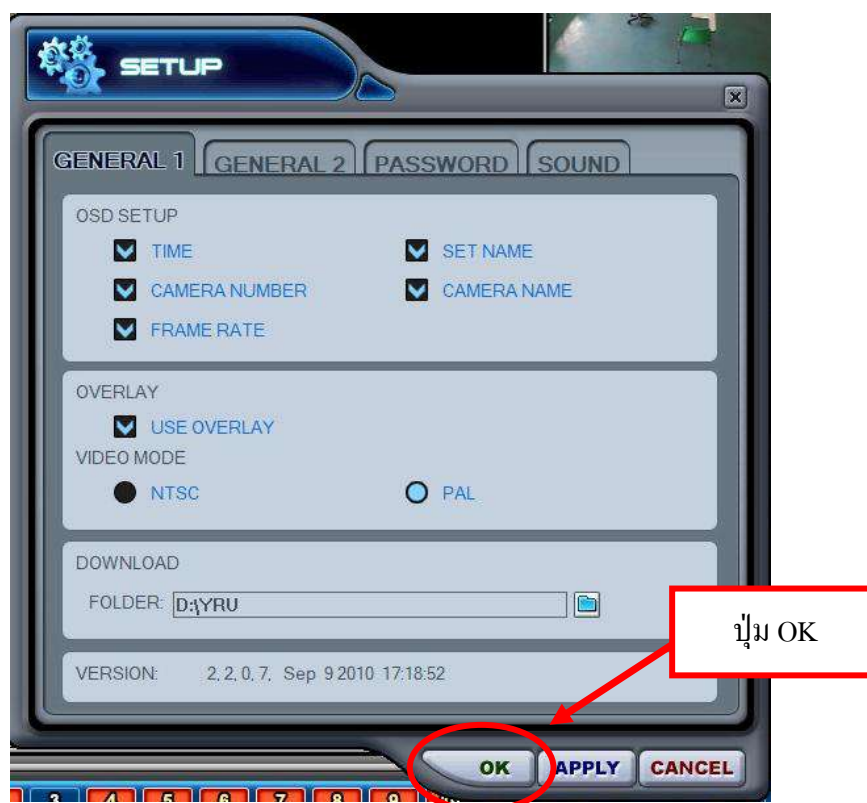 SETUP
GENERAL 1 GENERAL 2 PASSWORD SOUND
OSD SETUP
TIME SET NAME
CAMERA NUMBER CAMERA NAME
FRAME RATE
OVERLAY
USE OVERLAY
VIDEO MODE
NTSC PAL
DOWNLOAD
FOLDER: D:\YRU
ปุ่ม OK
VERSION: 2, 2, 0, 7, Sep 9 2010 17:18:52
OK APPLY CANCEL
3 4 5 6 7 8 9